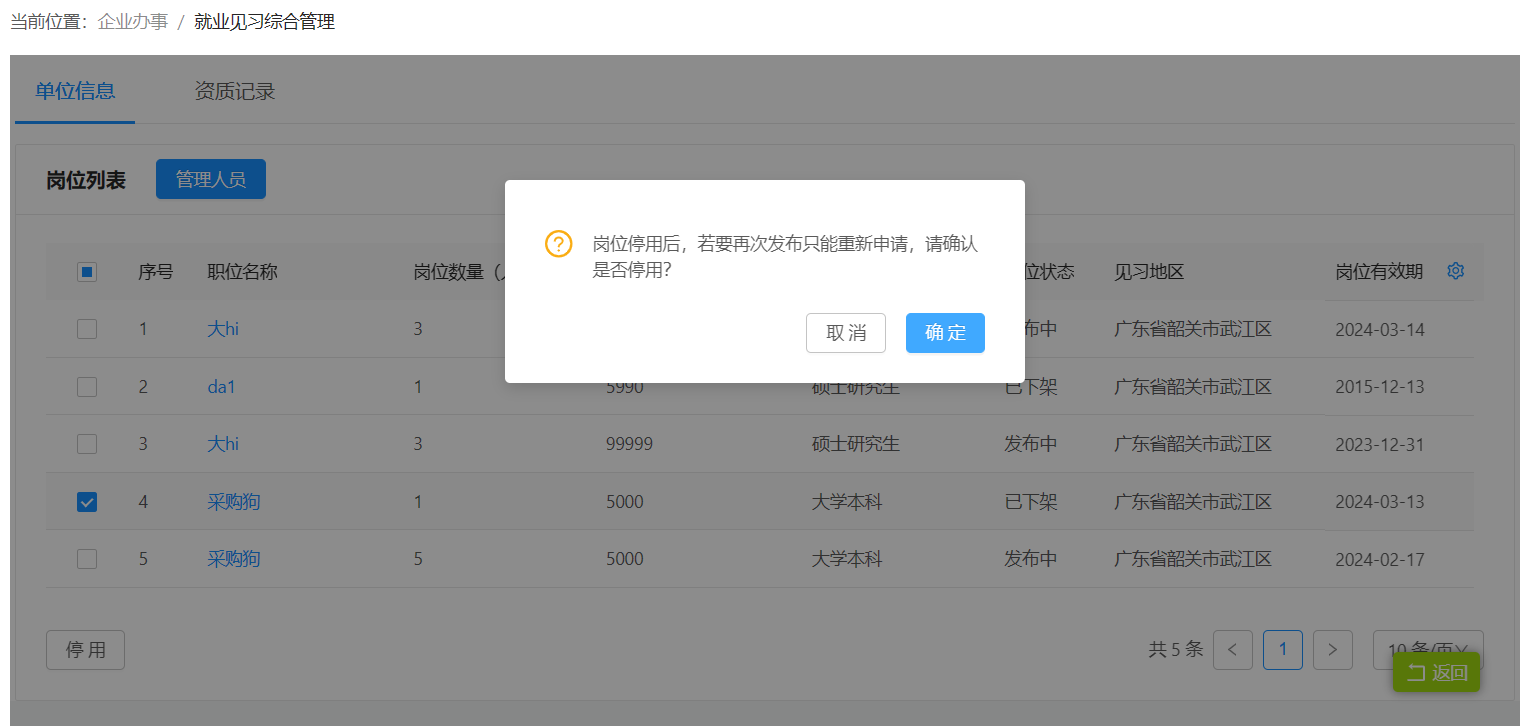 当前位置： 企业办事 / 就业见习综合管理
单位信息 资质记录
岗位列表 管理人员
岗位停用后，若要再次发布只能重新申请，请确认
是否停用？
取 消 确 定
序号 职位名称 岗位数量（ 位状态 见习地区 岗位有效期
1 大hi 3 布中 广东省韶关市武江区 2024-03-14
2 da1 1 5990 硕士研究生 已下架 广东省韶关市武江区 2015-12-13
3 大hi 3 99999 硕士研究生 发布中 广东省韶关市武江区 2023-12-31
4 采购狗 1 5000 大学本科 已下架 广东省韶关市武江区 2024-03-13
5 采购狗 5 5000 大学本科 发布中 广东省韶关市武江区 2024-02-17
停 用 共 5 条 < 1 > 10 条/页
返回